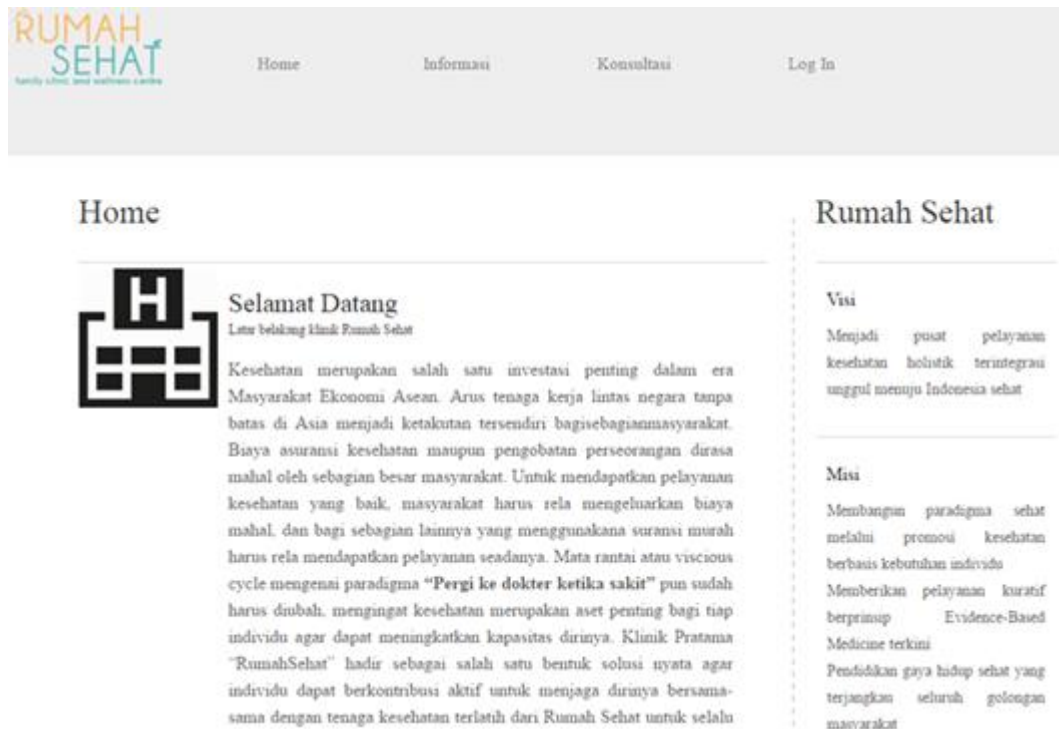 RUMAH
SEHAT
family clinic and wellness centre
Home
Informasi
Konsultasi
Log In
Home
H
Selamat Datang
Latar belakang klinik Rumah Sehat
Kesehatan merupakan salah satu investasi penting dalam era
Masyarakat Ekonomi Asean. Arus tenaga kerja lintas negara tanpa
batas di Asia menjadi ketakutan tersendiri bagisebagianmasyarakat.
Biaya asuransi kesehatan maupun pengobatan perseorangan dirasa
mahal oleh sebagian besar masyarakat. Untuk mendapatkan pelayanan
kesehatan yang baik, masyarakat harus rela mengeluarkan biaya
mahal, dan bagi sebagian lainnya yang menggunakana suransi murah
harus rela mendapatkan pelayanan seadanya. Mata rantai atau viscious
cycle mengenai paradigma “Pergi ke dokter ketika sakit” pun sudah
harus diubah, mengingat kesehatan merupakan aset penting bagi tiap
individu agar dapat meningkatkan kapasitas dirinya. Klinik Pratama
“RumahSehat” hadir sebagai salah satu bentuk solusi nyata agar
individu dapat berkontribusi aktif untuk menjaga dirinya bersama-
sama dengan tenaga kesehatan terlatih dari Rumah Sehat untuk selalu
Rumah Sehat
Visi
Menjadi pusat pelayanan
kesehatan holistik terintegrasi
unggul menuju Indonesia sehat
Misi
Membangun paradigma sehat
melalui promosi kesehatan
berbasis kebutuhan individu
Memberikan pelayanan kuratif
berprinsip Evidence-Based
Medicine terkini
Pendidikan gaya hidup sehat yang
terjangkau seluruh golongan
masyarakat